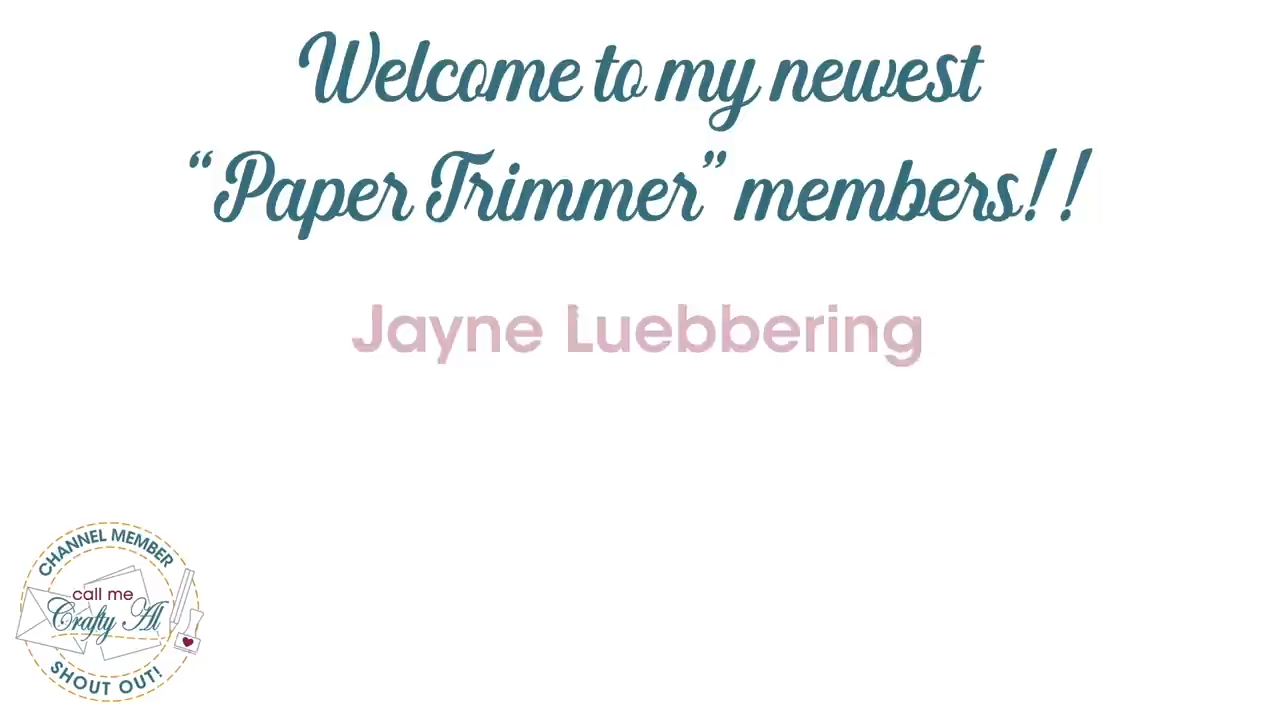 Welcome to my newest
“Paper Trimmer” members!!
Jayne Luebbering
CHANNEL MEMBER
call me
Crafty Al
SHOUT OUT!